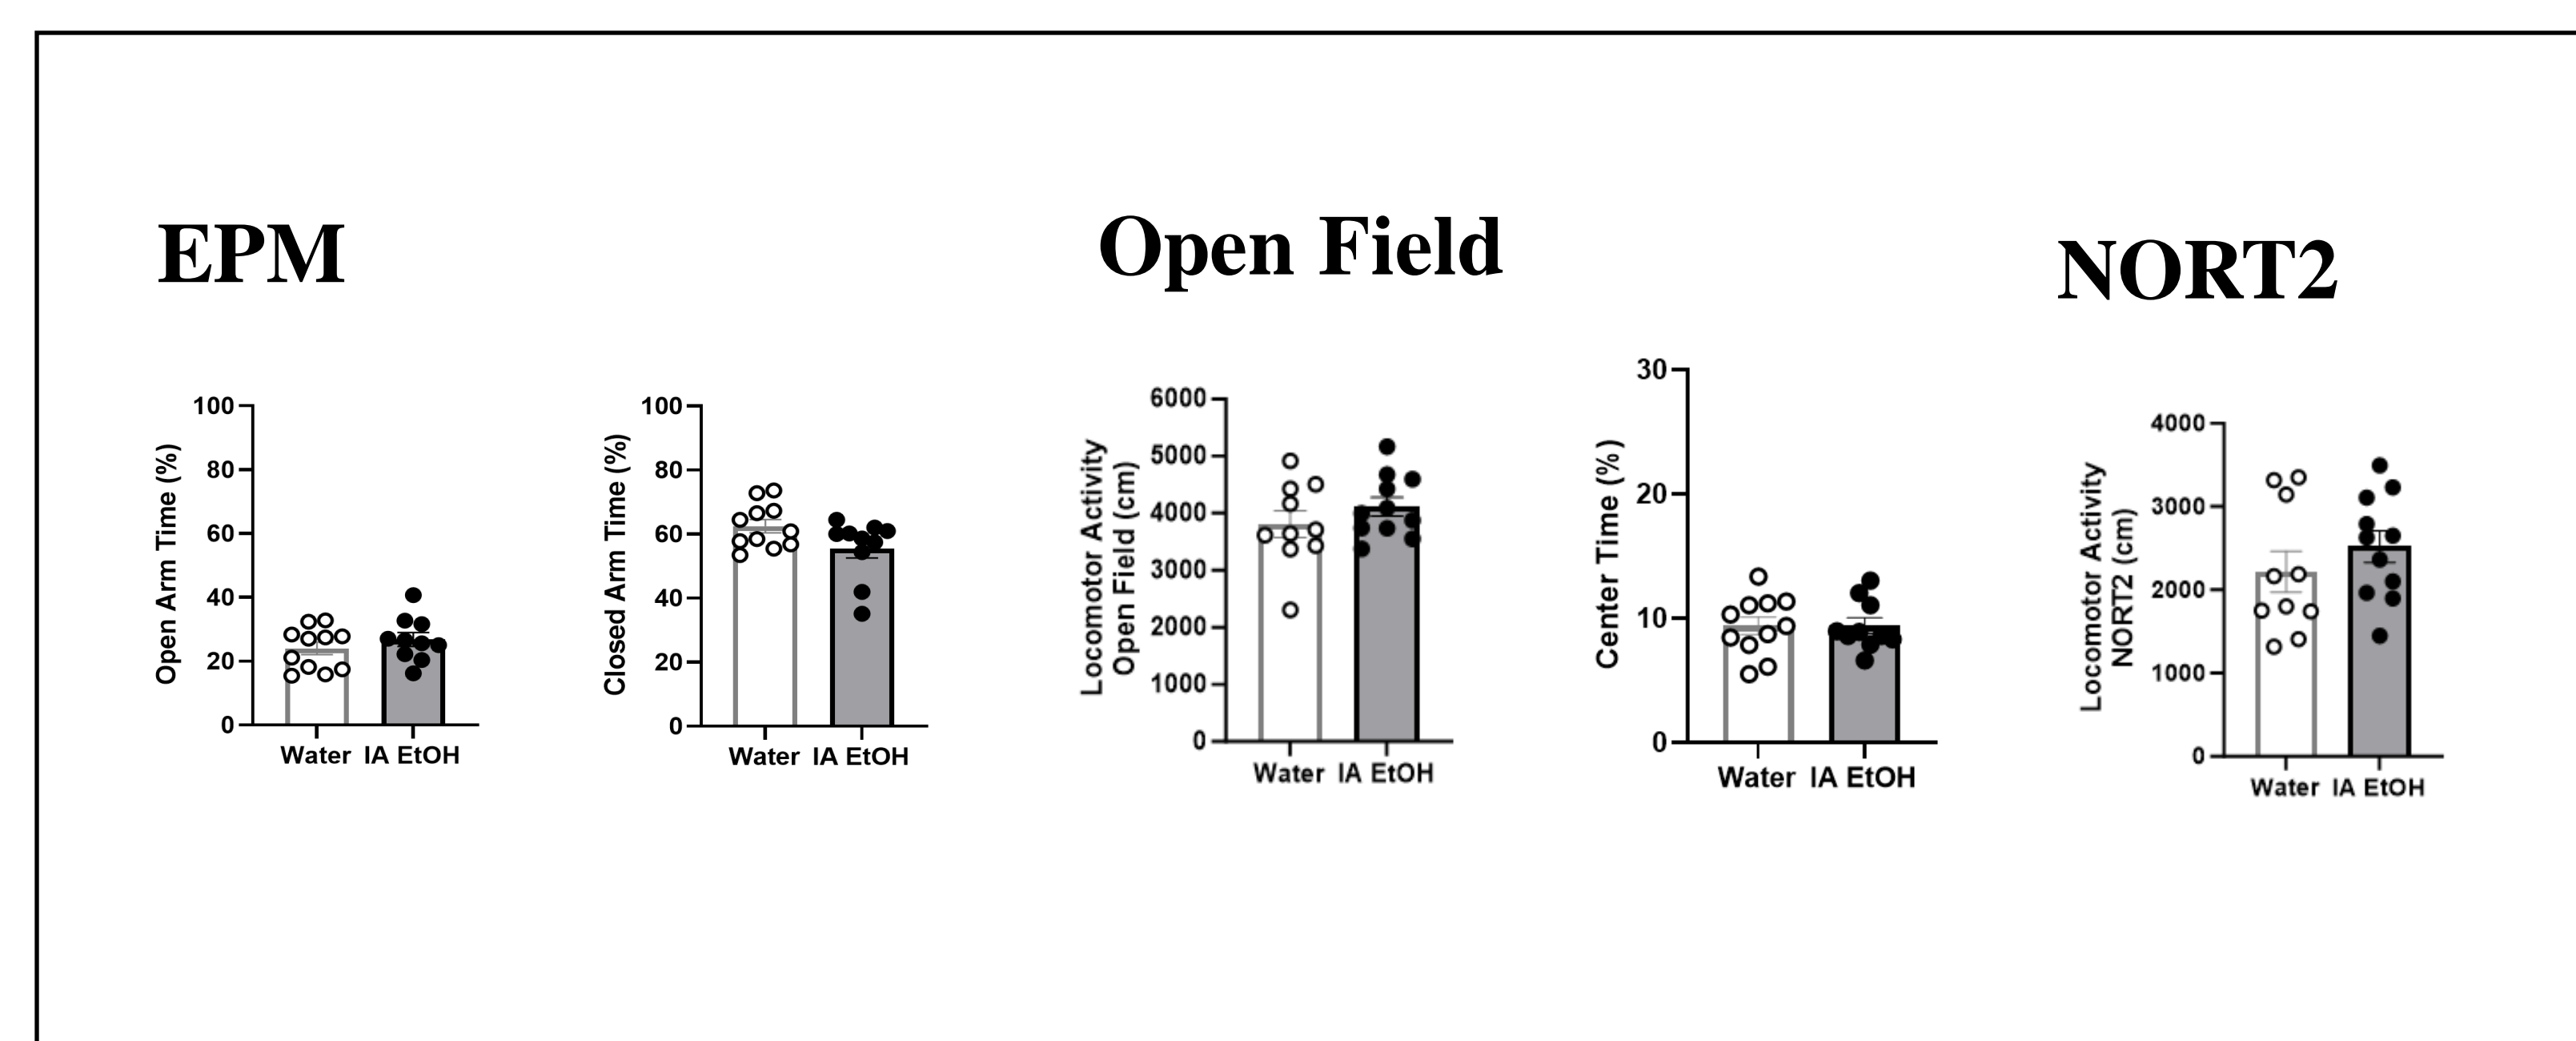 EPM
Open Field
NORT2
Open Arm Time (%)
100
80
60
40
20
0
Water IA EtOH
Closed Arm Time (%)
100
80
60
40
20
0
Water IA EtOH
Locomotor Activity
Open Field (cm)
6000
5000
4000
3000
2000
1000
0
Water IA EtOH
Center Time (%)
30
20
10
0
Water IA EtOH
Locomotor Activity
NORT2 (cm)
4000
3000
2000
1000
0
Water IA EtOH